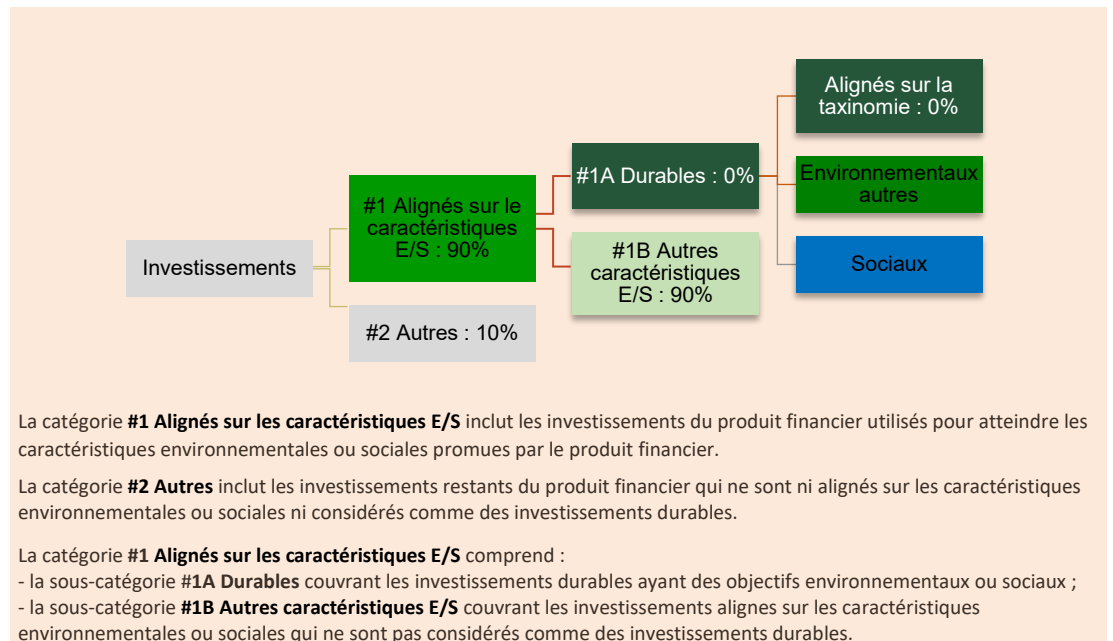 Alignés sur la
taxinomie : 0%
#1A Durables : 0%
Environnementaux
autres
#1 Alignés sur le
caractéristiques
E/S : 90%
#1B Autres
caractéristiques
E/S : 90%
Sociaux
Investissements
#2 Autres : 10%
La catégorie #1 Alignés sur les caractéristiques E/S inclut les investissements du produit financier utilisés pour atteindre les
caractéristiques environnementales ou sociales promues par le produit financier.
La catégorie #2 Autres inclut les investissements restants du produit financier qui ne sont ni alignés sur les caractéristiques
environnementales ou sociales ni considérés comme des investissements durables.
La catégorie #1 Alignés sur les caractéristiques E/S comprend :
- la sous-catégorie #1A Durables couvrant les investissements durables ayant des objectifs environnementaux ou sociaux ;
- la sous-catégorie #1B Autres caractéristiques E/S couvrant les investissements alignes sur les caractéristiques
environnementales ou sociales qui ne sont pas considérés comme des investissements durables.